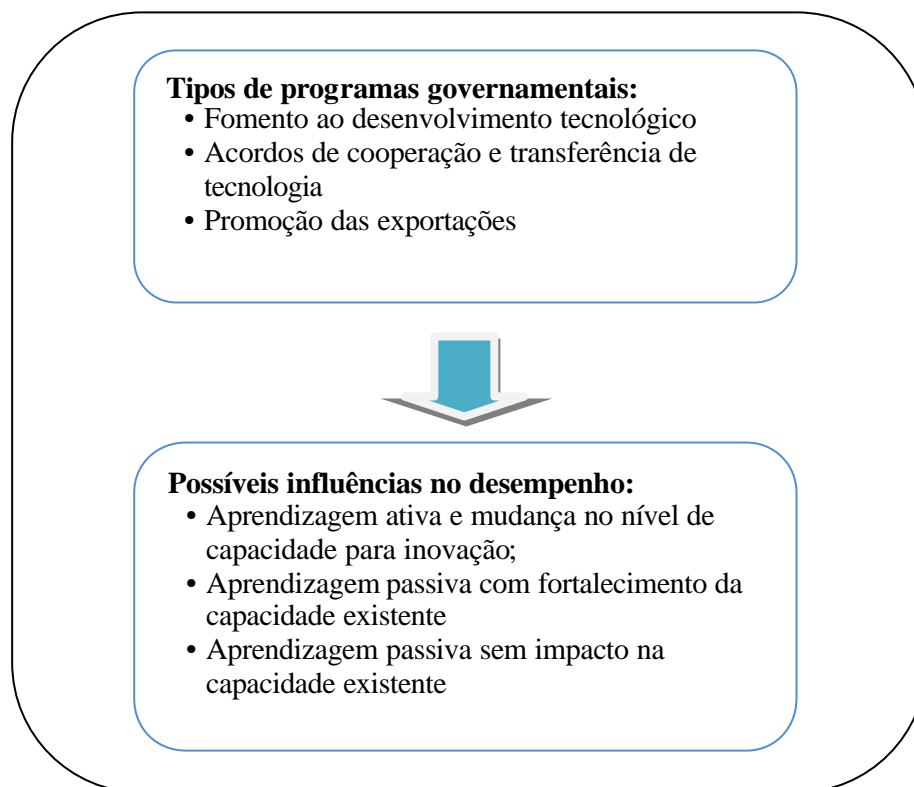 Tipos de programas governamentais:
• Fomento ao desenvolvimento tecnológico
• Acordos de cooperação e transferência de
tecnologia
• Promoção das exportações
Possíveis influências no desempenho:
• Aprendizagem ativa e mudança no nível de
capacidade para inovação;
• Aprendizagem passiva com fortalecimento da
capacidade existente
• Aprendizagem passiva sem impacto na
capacidade existente